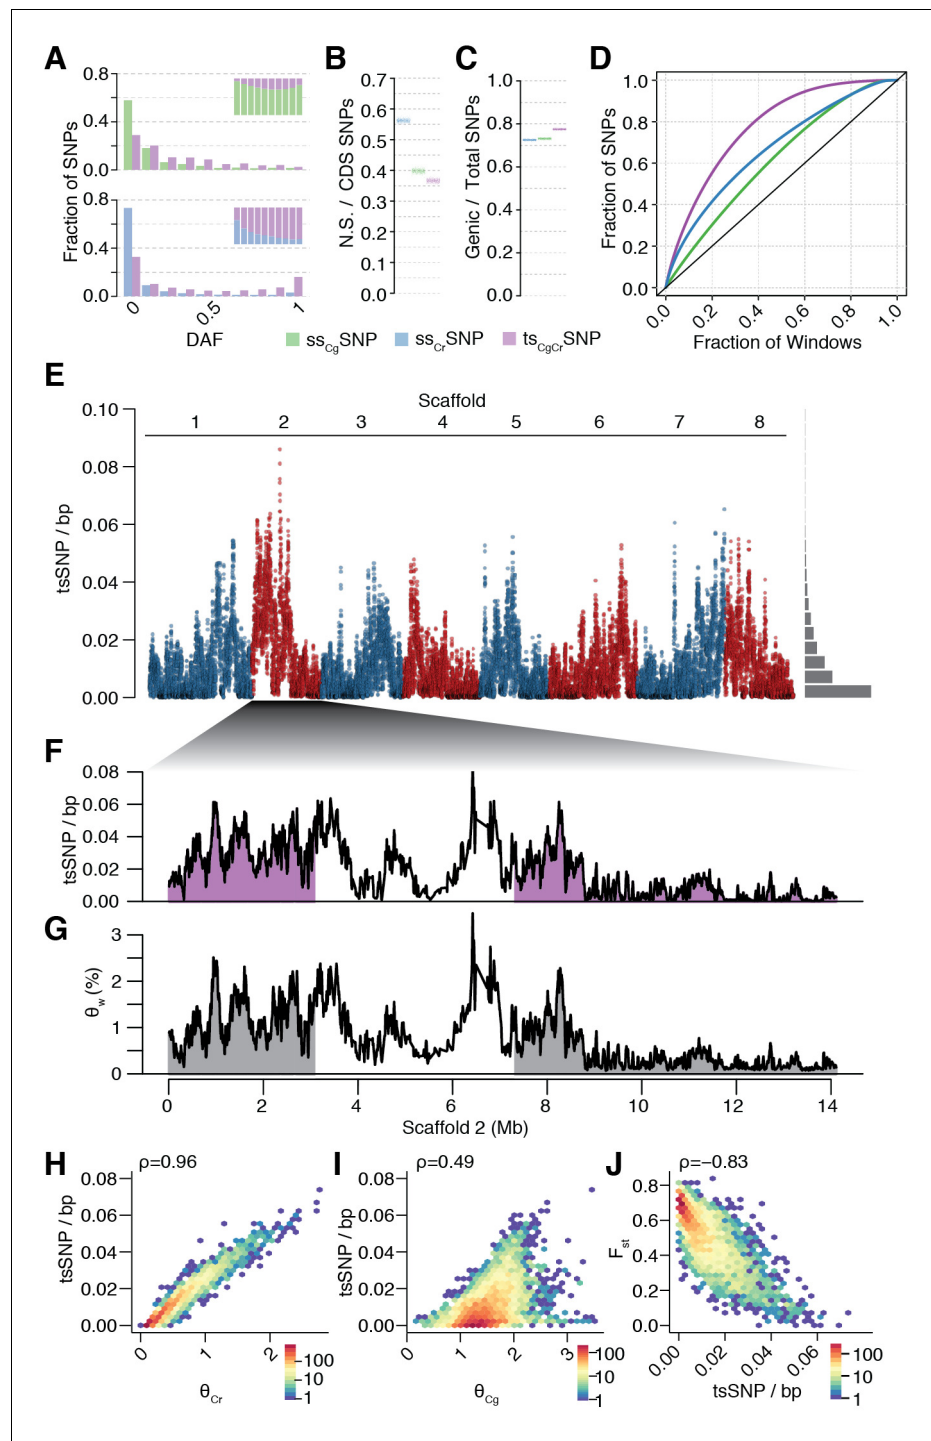 A
B
C
D
0.8
0.4
0.0
Fraction of SNPs
0.8
0.4
0.0
0
0.5
1
DAF
0.7
0.6
0.5
0.4
0.3
0.2
0.1
0.0
N.S. / CDS SNPs
1.0
0.8
0.6
0.4
0.2
0.0
Genic / Total SNPs
1.0
0.8
0.6
0.4
0.2
0.0
Fraction of SNPs
0.0 0.2 0.4 0.6 0.8 1.0
Fraction of Windows
ssCgSNP ssCrSNP tsCgCrSNP
E
Scaffold
1 2 3 4 5 6 7 8
0.10
0.08
0.06
0.04
0.02
0.00
tsSNP / bp
F
0.08
0.06
0.04
0.02
0.00
tsSNP / bp
G
3
2
1
0
θw (%)
0 2 4 6 8 10 12 14
Scaffold 2 (Mb)
H
ρ=0.96
0.08
0.06
0.04
0.02
0.00
tsSNP / bp
0 1 2
θCr
100
10
1
I
ρ=0.49
0.08
0.06
0.04
0.02
0.00
tsSNP / bp
0 1 2 3
θCg
100
10
1
J
ρ=−0.83
0.8
0.6
0.4
0.2
0.0
Fst
0.00 0.02 0.04 0.06
tsSNP / bp
100
10
1